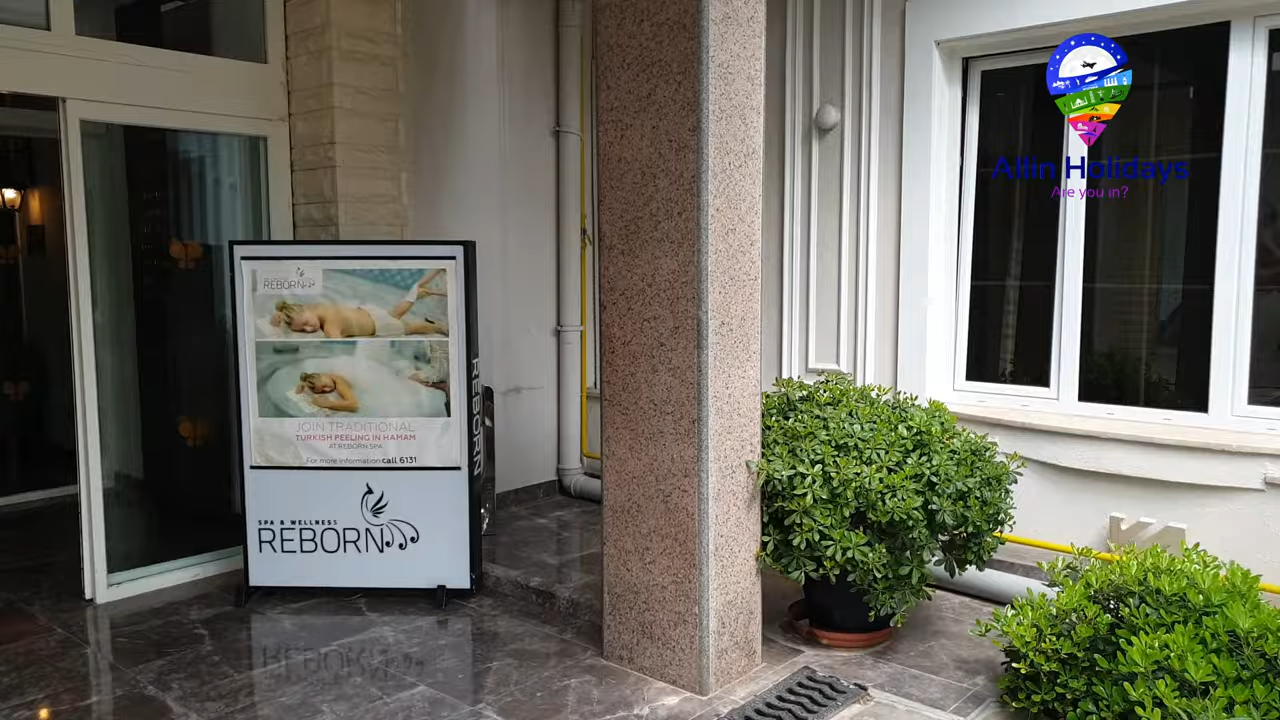 REBORN
JOIN TRADITIONAL
TURKISH PEELING IN HAMAM
AT REBORN SPA
For more information call 6131
SPA & WELLNESS
REBORN
REBORN
Allin Holidays
Are you in?